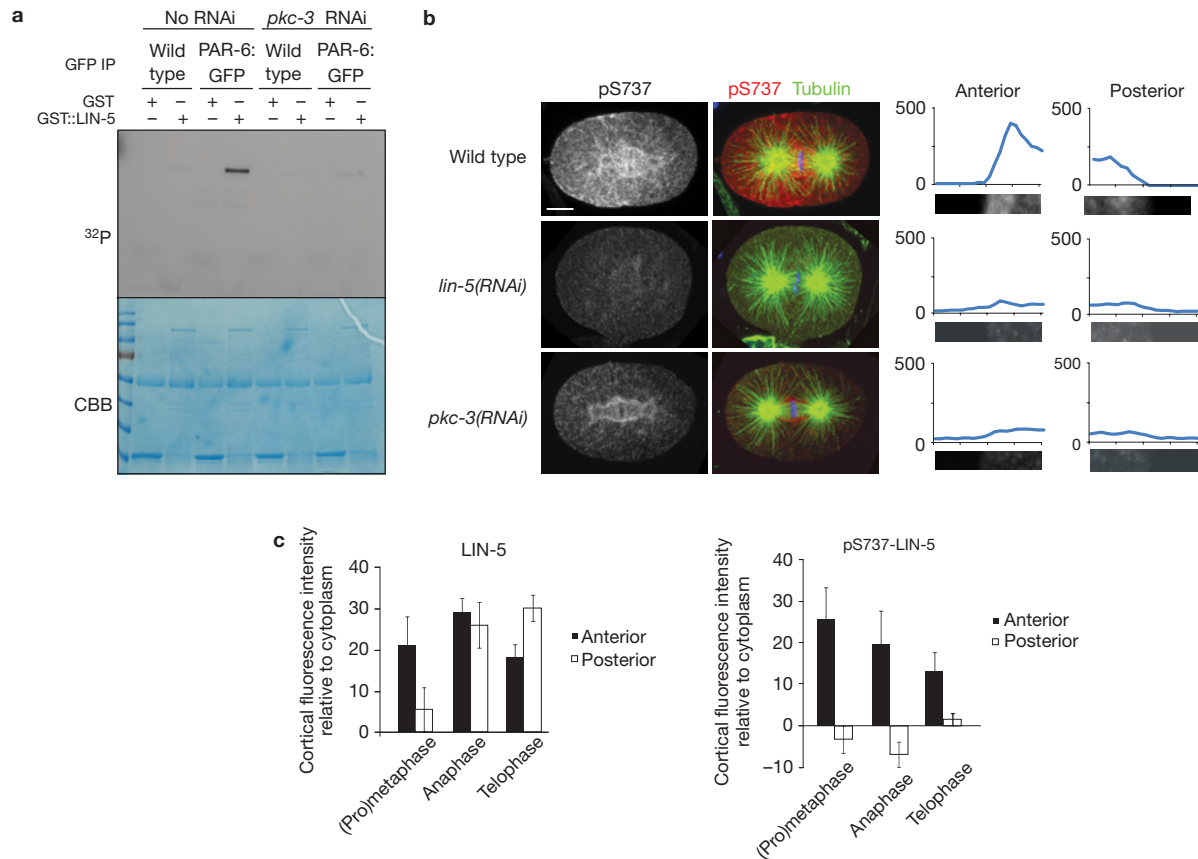 a
No RNAi
pkc-3 RNAi
GFP IP
Wild type
PAR-6: GFP
Wild type
PAR-6: GFP
GST + – + – + – + –
GST::LIN-5 – + – + – + – +
32P
CBB
b
pS737
pS737 Tubulin
Anterior
Posterior
Wild type
500
0
500
0
lin-5(RNAi)
500
0
500
0
pkc-3(RNAi)
500
0
500
0
c
LIN-5
Cortical fluorescence intensity
relative to cytoplasm
40
30
20
10
0
(Pro)metaphase
Anaphase
Telophase
Anterior
Posterior
pS737-LIN-5
Cortical fluorescence intensity
relative to cytoplasm
40
30
20
10
0
–10
(Pro)metaphase
Anaphase
Telophase
Anterior
Posterior